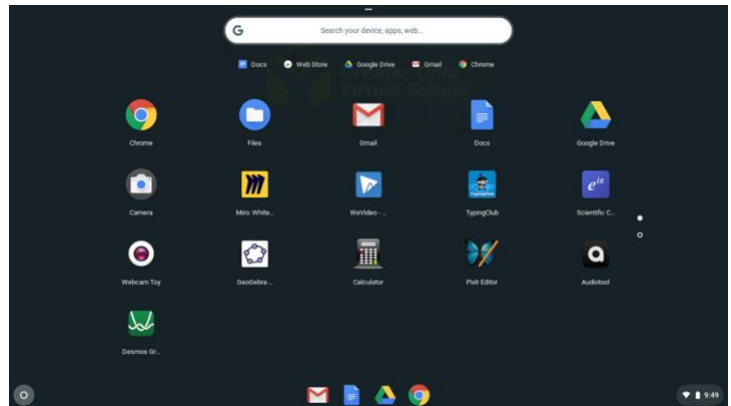 Search your device, apps, web...
Docs Web Store Google Drive Gmail Chrome
Greater Ohio
Virtual School
Chrome Files Gmail Docs Google Drive
Camera Miro: White... WeVideo - ... TypingClub Scientific C...
Webcam Toy GeoGebra ... Calculator Pixlr Editor Audiotool
Desmos Gr...
9:49